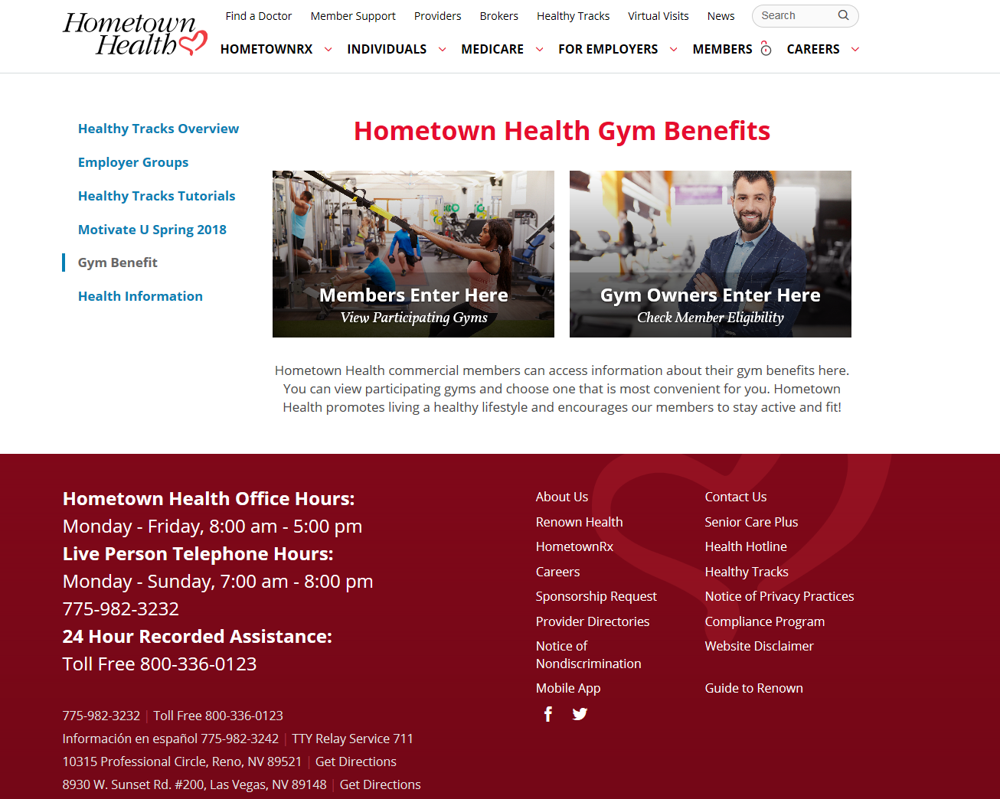 Hometown Health
Find a Doctor
Member Support
Providers
Brokers
Healthy Tracks
Virtual Visits
News
Search
HOMETOWNRX
INDIVIDUALS
MEDICARE
FOR EMPLOYERS
MEMBERS
CAREERS
Healthy Tracks Overview
Employer Groups
Healthy Tracks Tutorials
Motivate U Spring 2018
Gym Benefit
Health Information
Hometown Health Gym Benefits
Members Enter Here
View Participating Gyms
Gym Owners Enter Here
Check Member Eligibility
Hometown Health commercial members can access information about their gym benefits here.
You can view participating gyms and choose one that is most convenient for you. Hometown
Health promotes living a healthy lifestyle and encourages our members to stay active and fit!
Hometown Health Office Hours:
Monday - Friday, 8:00 am - 5:00 pm
Live Person Telephone Hours:
Monday - Sunday, 7:00 am - 8:00 pm
775-982-3232
24 Hour Recorded Assistance:
Toll Free 800-336-0123
775-982-3232 | Toll Free 800-336-0123
Información en español 775-982-3242 | TTY Relay Service 711
10315 Professional Circle, Reno, NV 89521 | Get Directions
8930 W. Sunset Rd. #200, Las Vegas, NV 89148 | Get Directions
About Us
Renown Health
HometownRx
Careers
Sponsorship Request
Provider Directories
Notice of
Nondiscrimination
Mobile App
Contact Us
Senior Care Plus
Health Hotline
Healthy Tracks
Notice of Privacy Practices
Compliance Program
Website Disclaimer
Guide to Renown